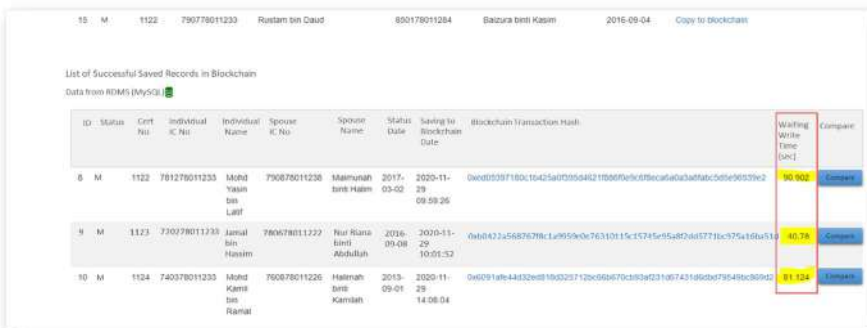 15 M 1122 790778011233 Rustam bin Daud 850178011284 Baizura binti Kasim 2016-09-04 Copy to blockchain
List of Successful Saved Records in Blockchain
Data from RDMS (MySQL)
ID Status Cert Individual Individual Spouse Spouse Status Saving to Blockchain Transaction Hash Waiting Compare
No IC No Name IC No Name Date Blockchain Write
Date Time
(sec)
8 M 1122 781278011233 Mohd 790878011238 Maimunah 2017- 2020-11- 90.902 Compare
Yasin binti Halim 03-02 29
bin 09:59:26
Latif
9 M 1123 720278011233 Jamal 780678011222 Nur Riana 2016- 2020-11- 40.78 Compare
bin binti 09-08 29
Hassim Abdullah 10:01:52
10 M 1124 740378011233 Mohd 760878011226 Halimah 2013- 2020-11- 81.124 Compare
Kamil binti 09-01 29
bin Kamilah 14:08:04
Ramat